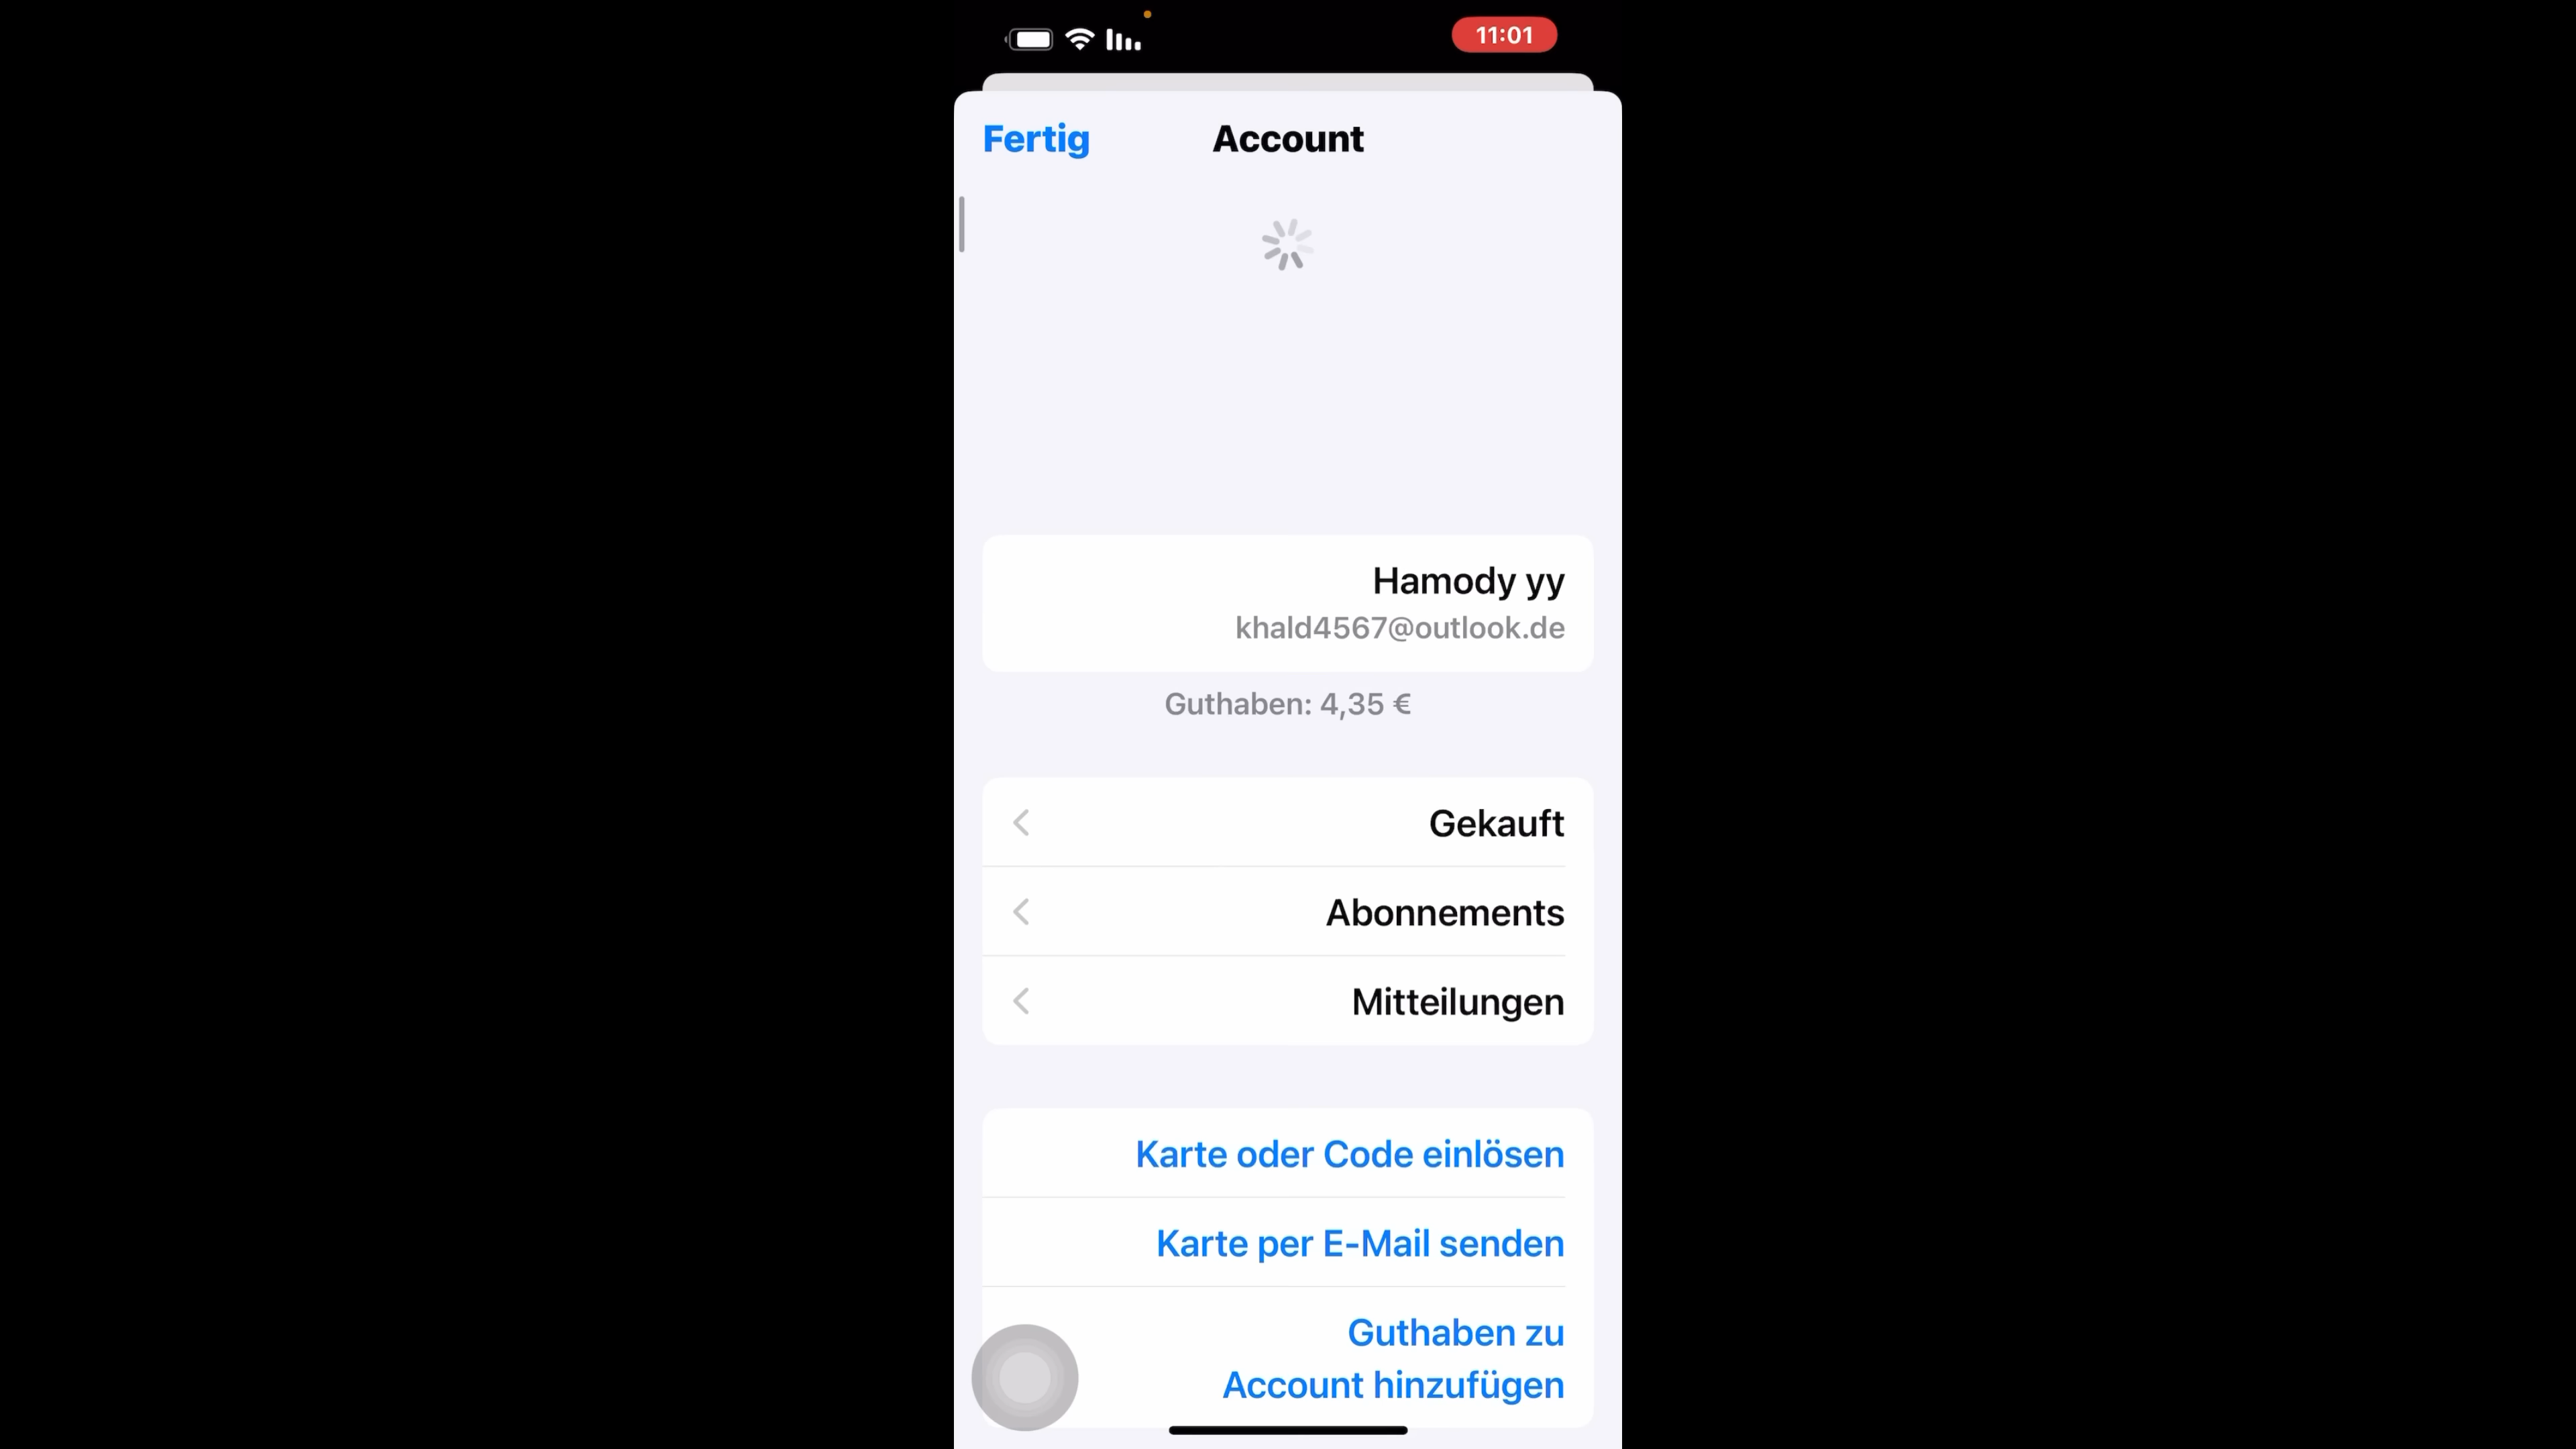 11:01
Fertig
Account
Hamody yy
khald4567@outlook.de
Guthaben: 4,35 €
Gekauft
Abonnements
Mitteilungen
Karte oder Code einlösen
Karte per E-Mail senden
Guthaben zu
Account hinzufügen